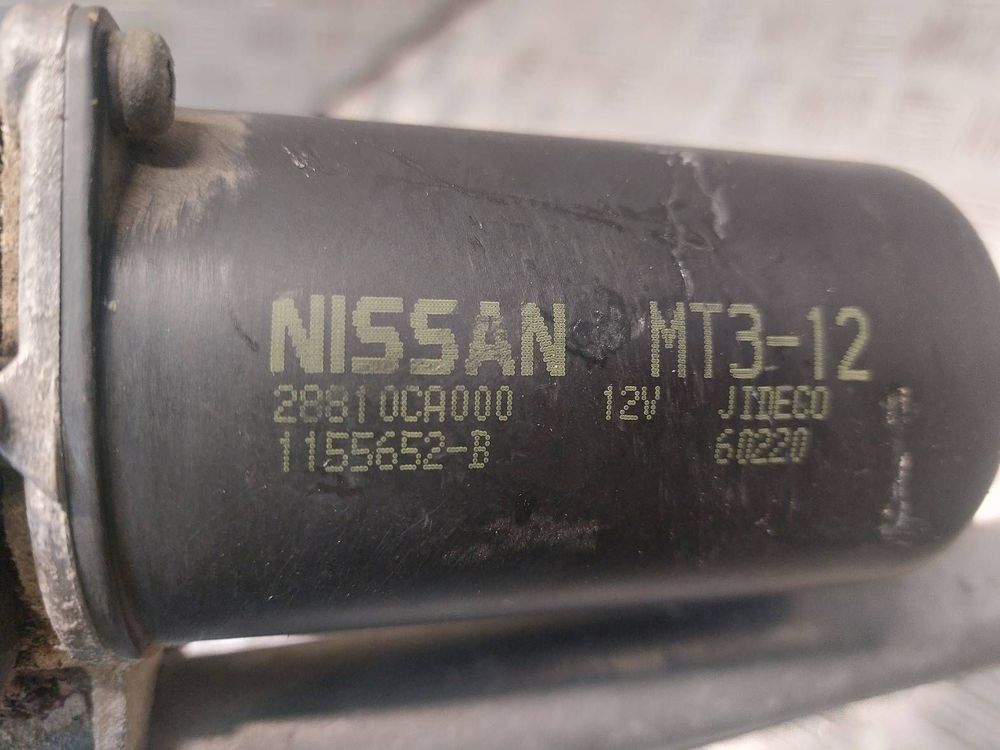 NISSAN MT3-12
28810CA000 12V JIDECO
1155652-B 60220